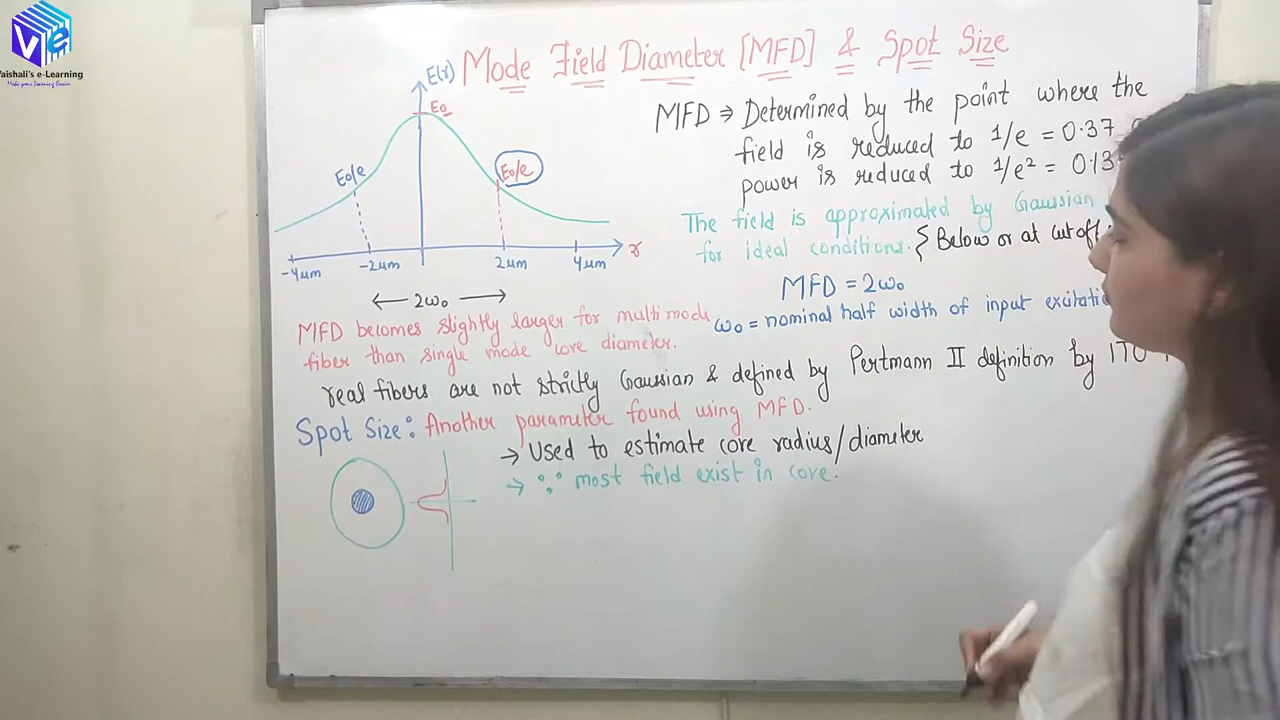 Vaishali's e-Learning
Make your Learning Easier
Mode Field Diameter [MFD] & Spot Size
E(r)
E₀
E₀/e
E₀/e
-4μm
-2μm
2μm
4μm
r
← 2ω₀ →
MFD ⇒ Determined by the point where the
field is reduced to 1/e = 0.37
power is reduced to 1/e² = 0.13
The field is approximated by Gaussian
for ideal conditions. { Below or at cut off
MFD = 2ω₀
ω₀ = nominal half width of input
MFD becomes slightly larger for multimode
fiber than single mode core diameter.
real fibers are not strictly Gaussian & defined by Pertmann II definition by ITU
Spot Size: Another parameter found using MFD.
→ Used to estimate core radius/diameter
→ ∵ most field exist in core.